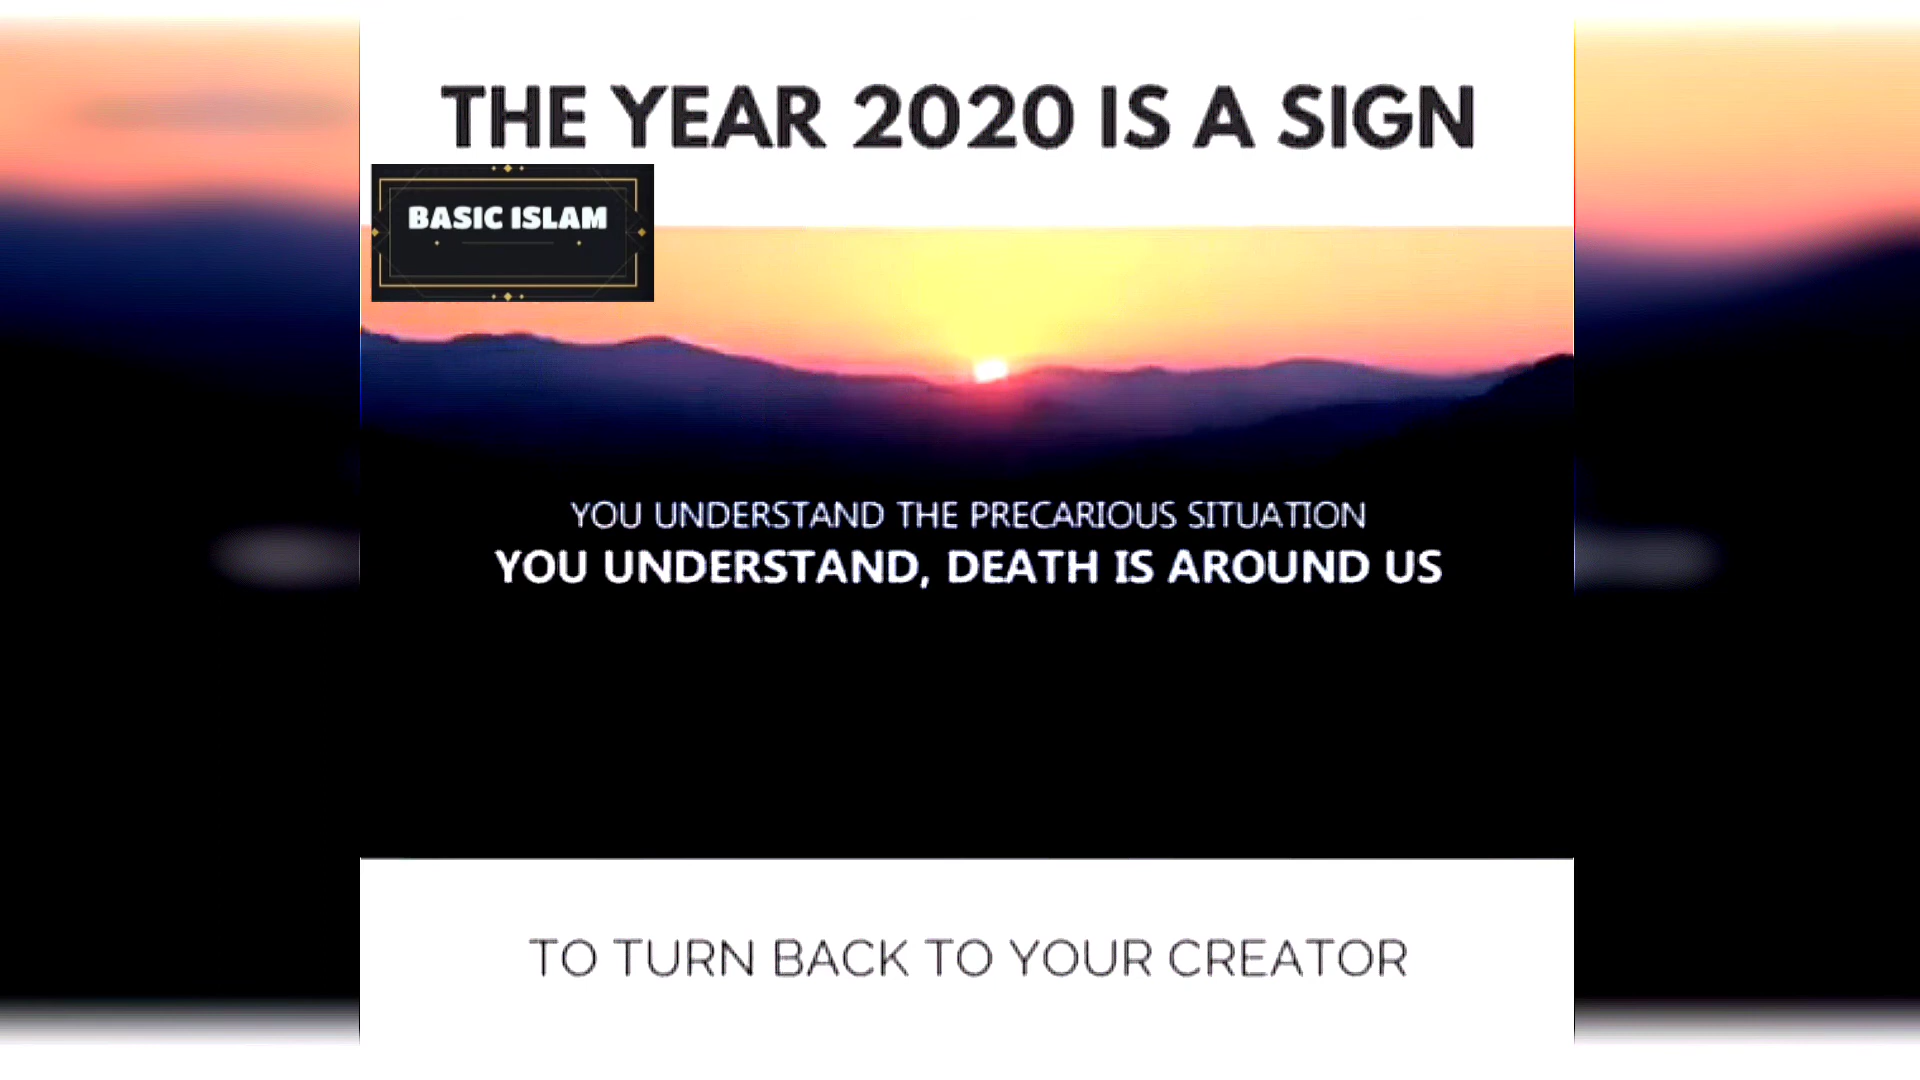 THE YEAR 2020 IS A SIGN
BASIC ISLAM
YOU UNDERSTAND THE PRECARIOUS SITUATION
YOU UNDERSTAND, DEATH IS AROUND US
TO TURN BACK TO YOUR CREATOR